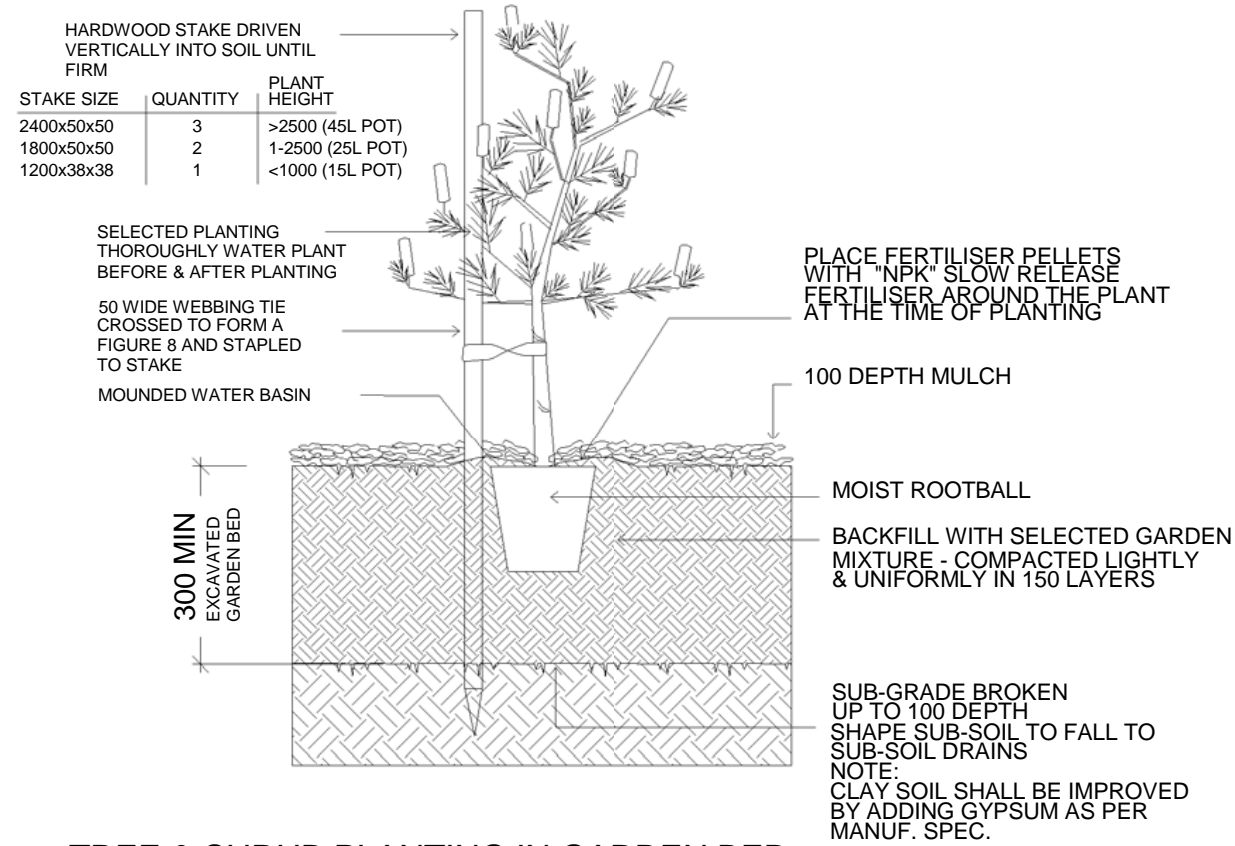 HARDWOOD STAKE DRIVEN
VERTICALLY INTO SOIL UNTIL
FIRM
STAKE SIZE QUANTITY PLANT HEIGHT
2400x50x50 3 >2500 (45L POT)
1800x50x50 2 1-2500 (25L POT)
1200x38x38 1 <1000 (15L POT)
SELECTED PLANTING
THOROUGHLY WATER PLANT
BEFORE & AFTER PLANTING
50 WIDE WEBBING TIE
CROSSED TO FORM A
FIGURE 8 AND STAPLED
TO STAKE
MOUNDED WATER BASIN
300 MIN
EXCAVATED
GARDEN BED
PLACE FERTILISER PELLETS
WITH "NPK" SLOW RELEASE
FERTILISER AROUND THE PLANT
AT THE TIME OF PLANTING
100 DEPTH MULCH
MOIST ROOTBALL
BACKFILL WITH SELECTED GARDEN
MIXTURE - COMPACTED LIGHTLY
& UNIFORMLY IN 150 LAYERS
SUB-GRADE BROKEN
UP TO 100 DEPTH
SHAPE SUB-SOIL TO FALL TO
SUB-SOIL DRAINS
NOTE:
CLAY SOIL SHALL BE IMPROVED
BY ADDING GYPSUM AS PER
MANUF. SPEC.
TREE & SHRUB PLANTING IN GARDEN BED